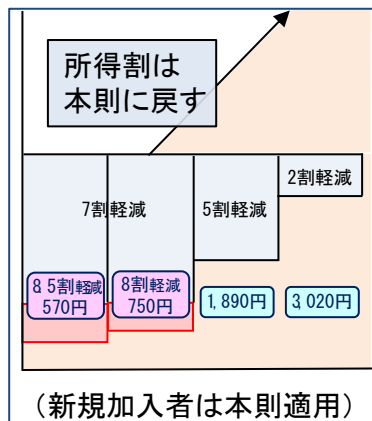 所得割は
本則に戻す
7割軽減
5割軽減
2割軽減
8.5割軽減
570円
8割軽減
750円
1,890円
3,020円
（新規加入者は本則適用）